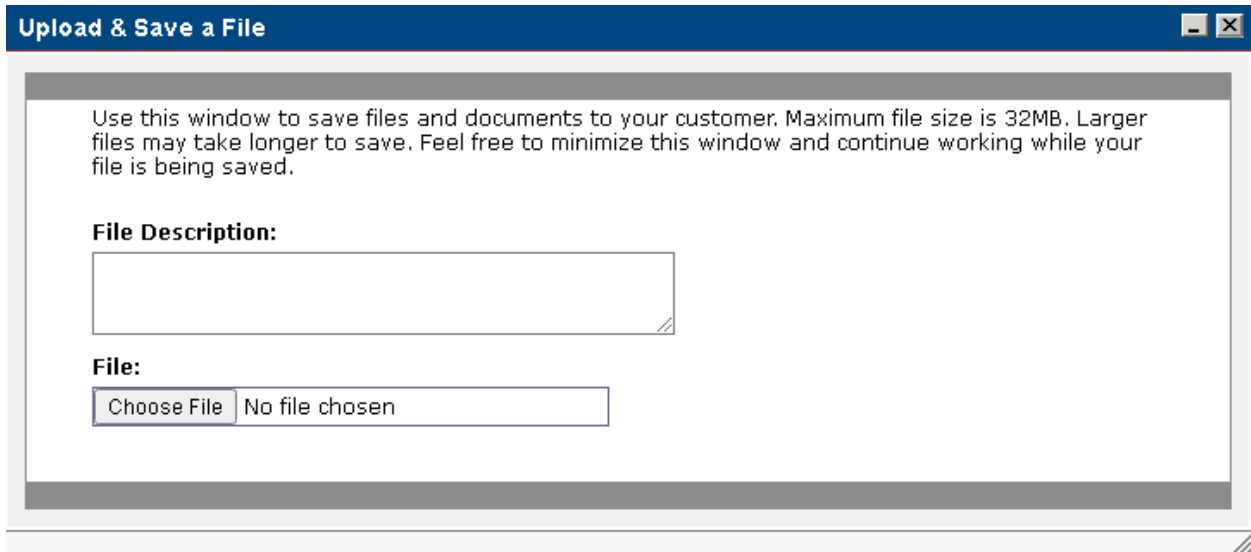 Upload & Save a File
Use this window to save files and documents to your customer. Maximum file size is 32MB. Larger
files may take longer to save. Feel free to minimize this window and continue working while your
file is being saved.
File Description:
File:
Choose File No file chosen